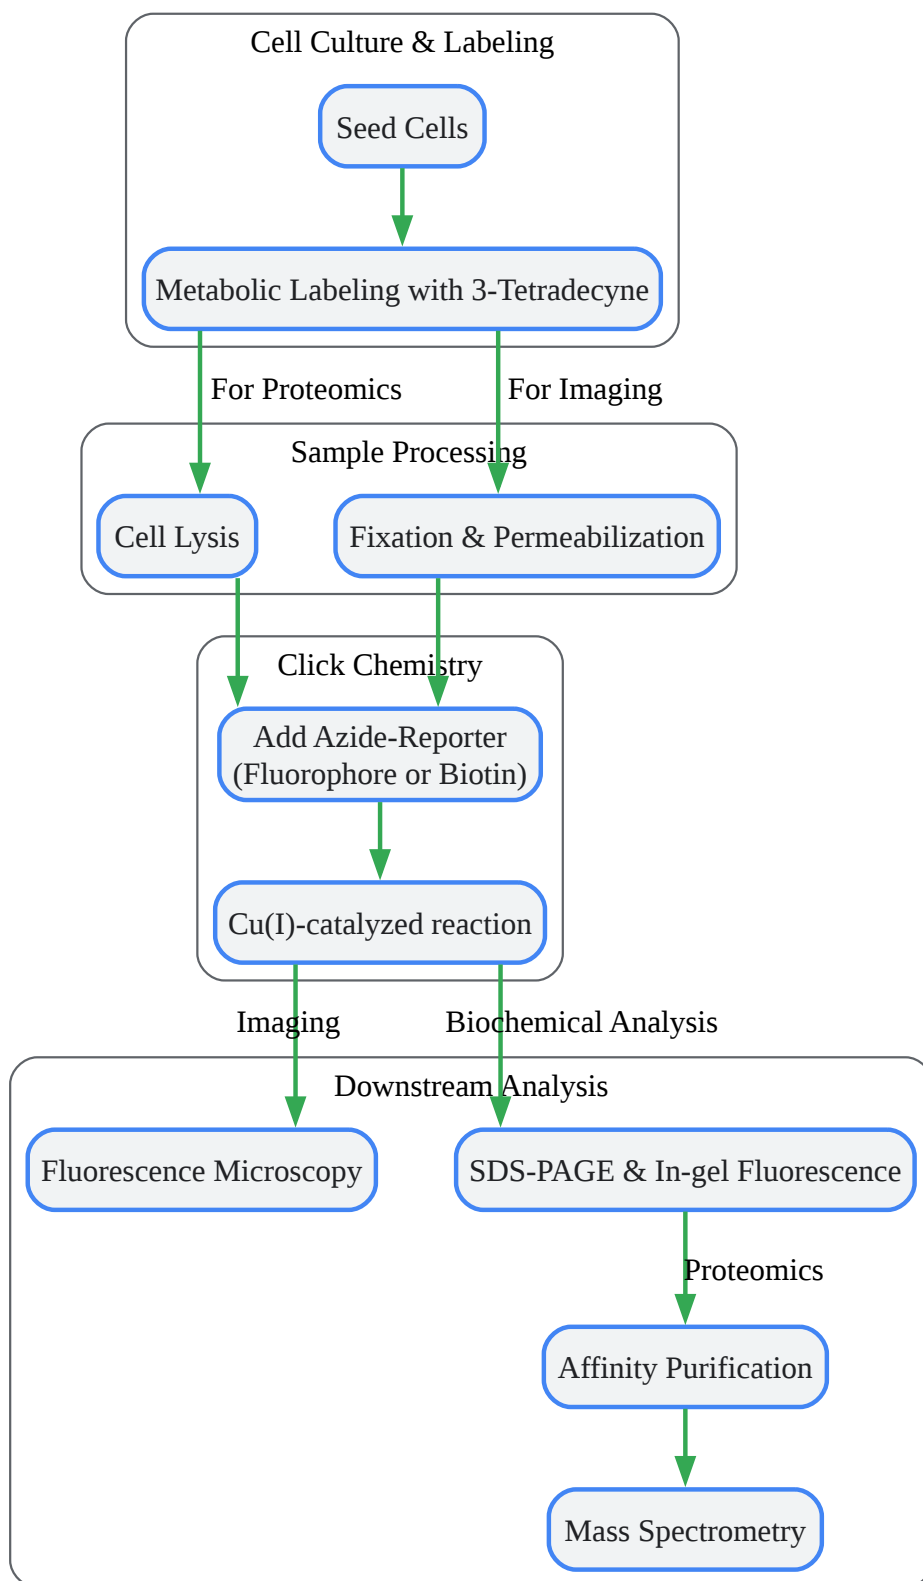 Cell Culture & Labeling
Seed Cells
Metabolic Labeling with 3-Tetradecyne
For Proteomics
For Imaging
Sample Processing
Cell Lysis
Fixation & Permeabilization
Click Chemistry
Add Azide-Reporter
(Fluorophore or Biotin)
Cu(I)-catalyzed reaction
Imaging
Biochemical Analysis
Downstream Analysis
Fluorescence Microscopy
SDS-PAGE & In-gel Fluorescence
Proteomics
Affinity Purification
Mass Spectrometry